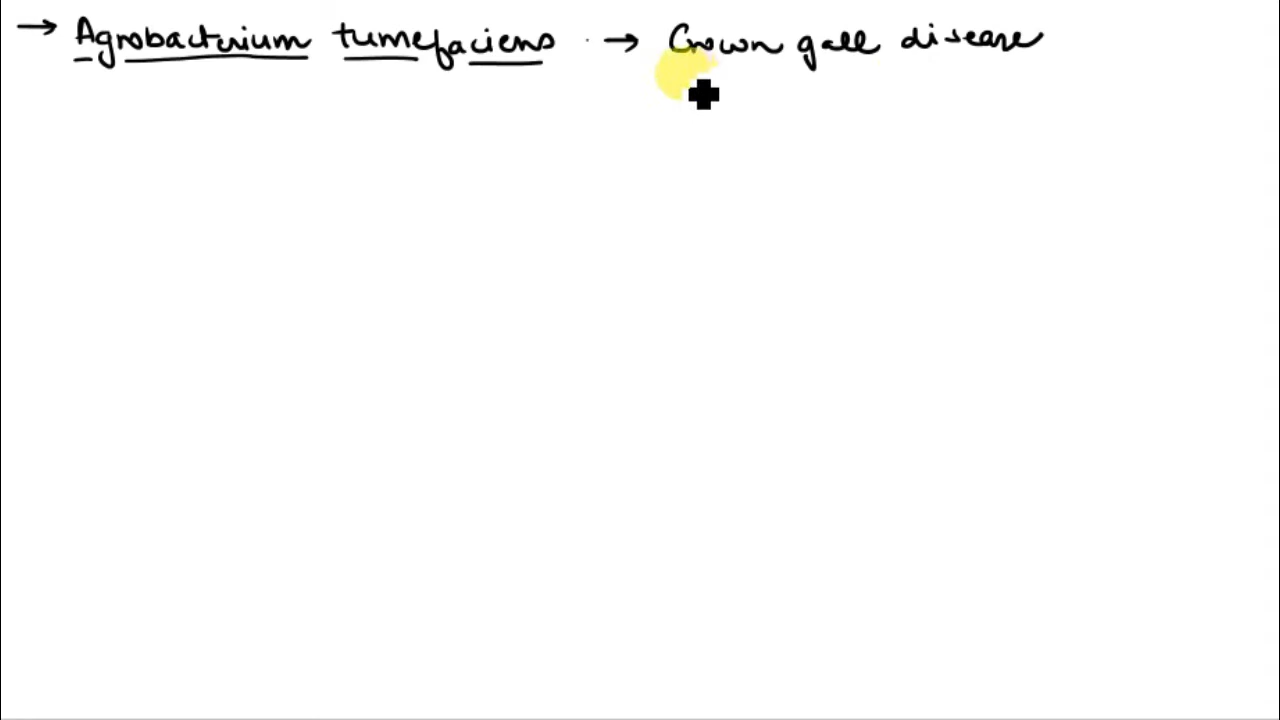 → Agrobacterium tumefaciens → Crown gall disease